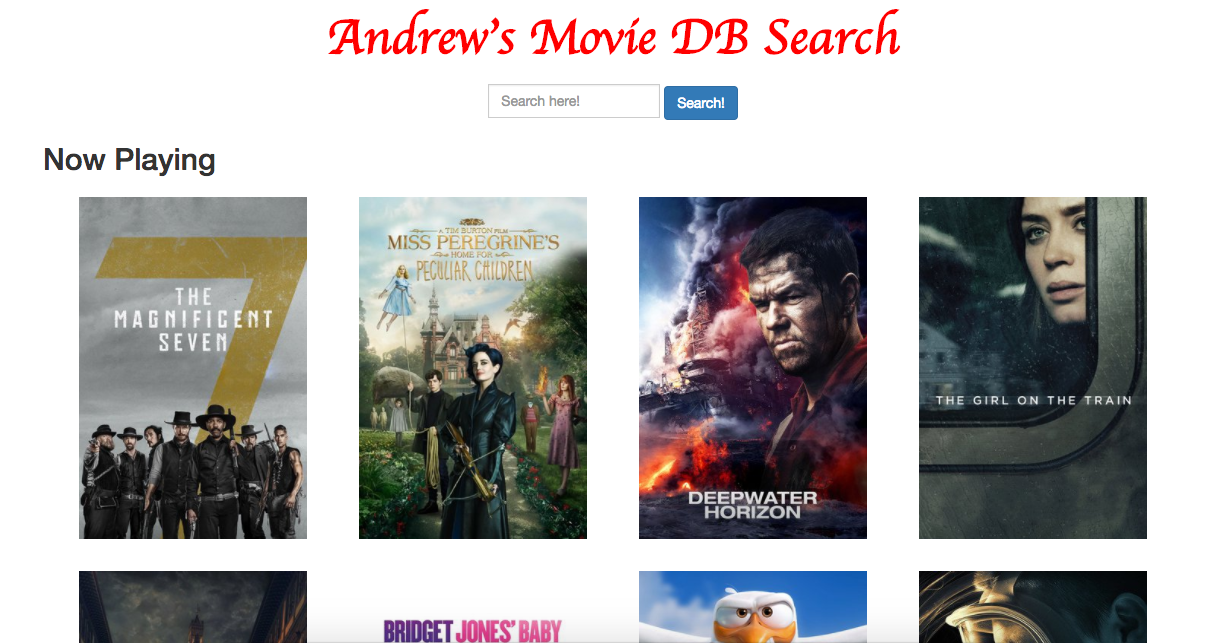 Andrew's Movie DB Search
Search here!
Search!
Now Playing
THE
MAGNIFICENT
SEVEN
A TIM BURTON FILM
MISS PEREGRINE'S
HOME FOR
PECULIAR CHILDREN
DEEPWATER
HORIZON
THE GIRL ON THE TRAIN
BRIDGET JONES' BABY